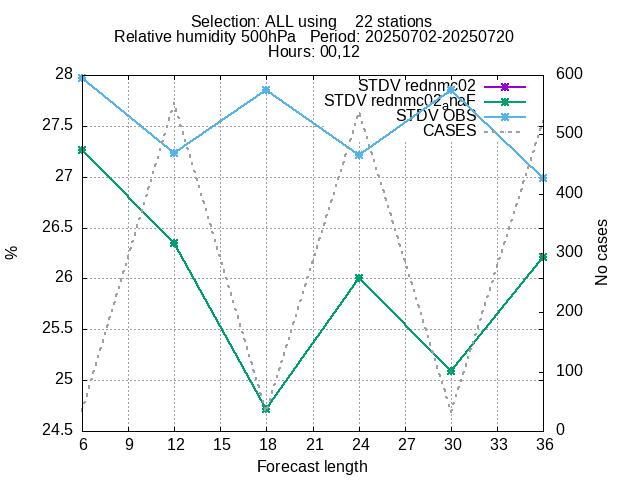 Selection: ALL using    22 stations
Relative humidity 500hPa   Period: 20250702-20250720
Hours: 00,12
28
27.5
27
26.5
26
25.5
25
24.5
%
600
500
400
300
200
100
0
No cases
STDV rednmc02
STDV rednmc02_anaF
STDV OBS
CASES
6 9 12 15 18 21 24 27 30 33 36
Forecast length